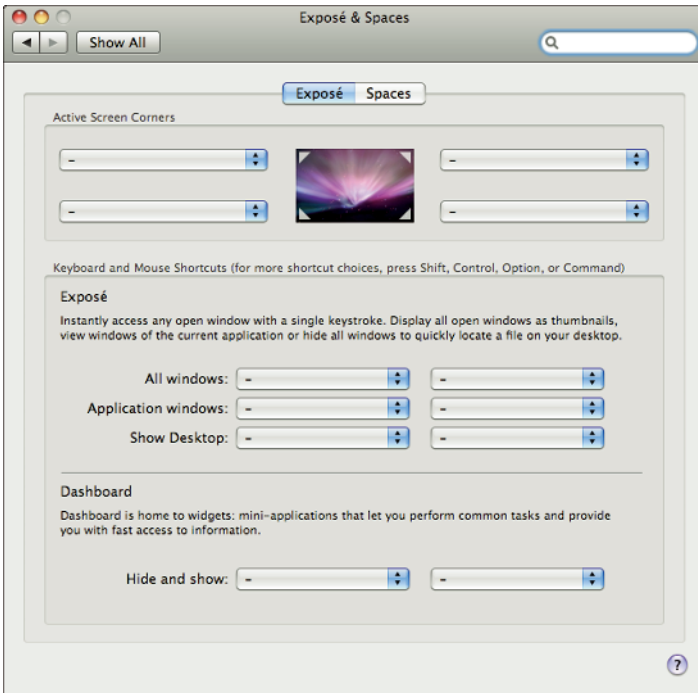 Exposé & Spaces
Show All
Exposé Spaces
Active Screen Corners
– –
– –
Keyboard and Mouse Shortcuts (for more shortcut choices, press Shift, Control, Option, or Command)
Exposé
Instantly access any open window with a single keystroke. Display all open windows as thumbnails,
view windows of the current application or hide all windows to quickly locate a file on your desktop.
All windows: – –
Application windows: – –
Show Desktop: – –
Dashboard
Dashboard is home to widgets: mini-applications that let you perform common tasks and provide
you with fast access to information.
Hide and show: – –
?